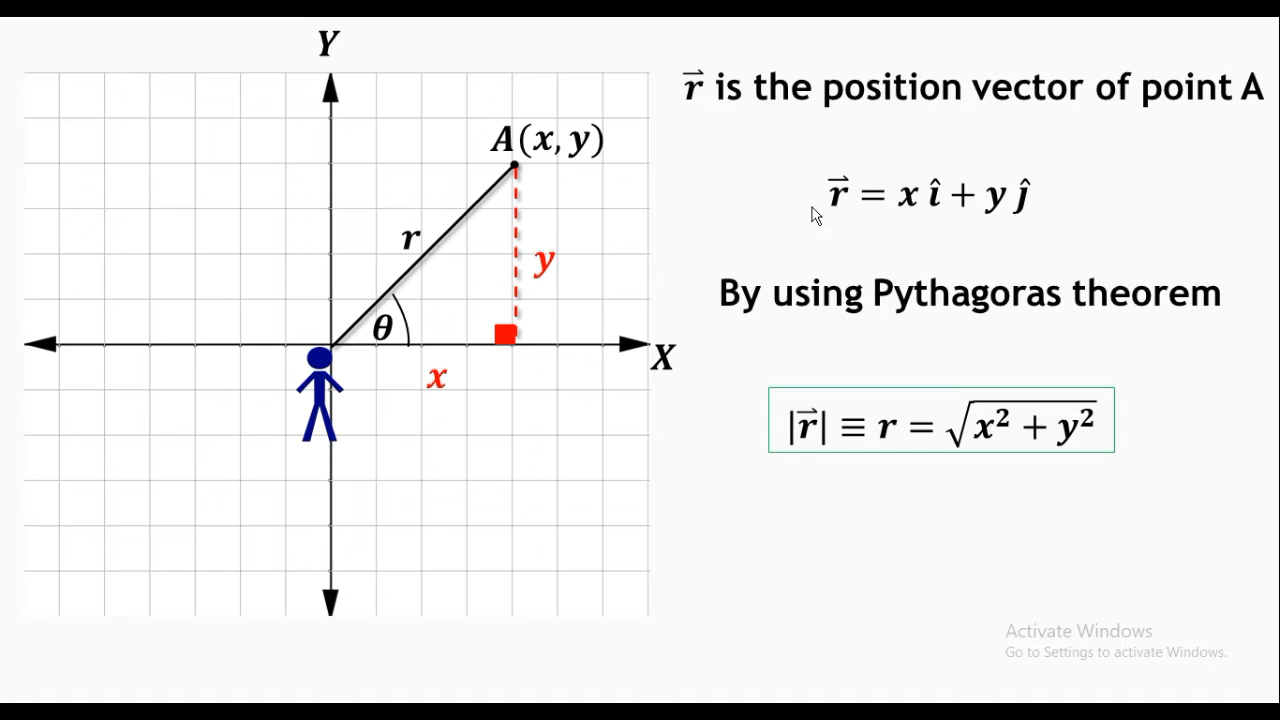 Y
A(x, y)
r
y
θ
X
x
r⃗ is the position vector of point A
r⃗ = x î + y ĵ
By using Pythagoras theorem
|r⃗| ≡ r = √(x² + y²)
Activate Windows
Go to Settings to activate Windows.